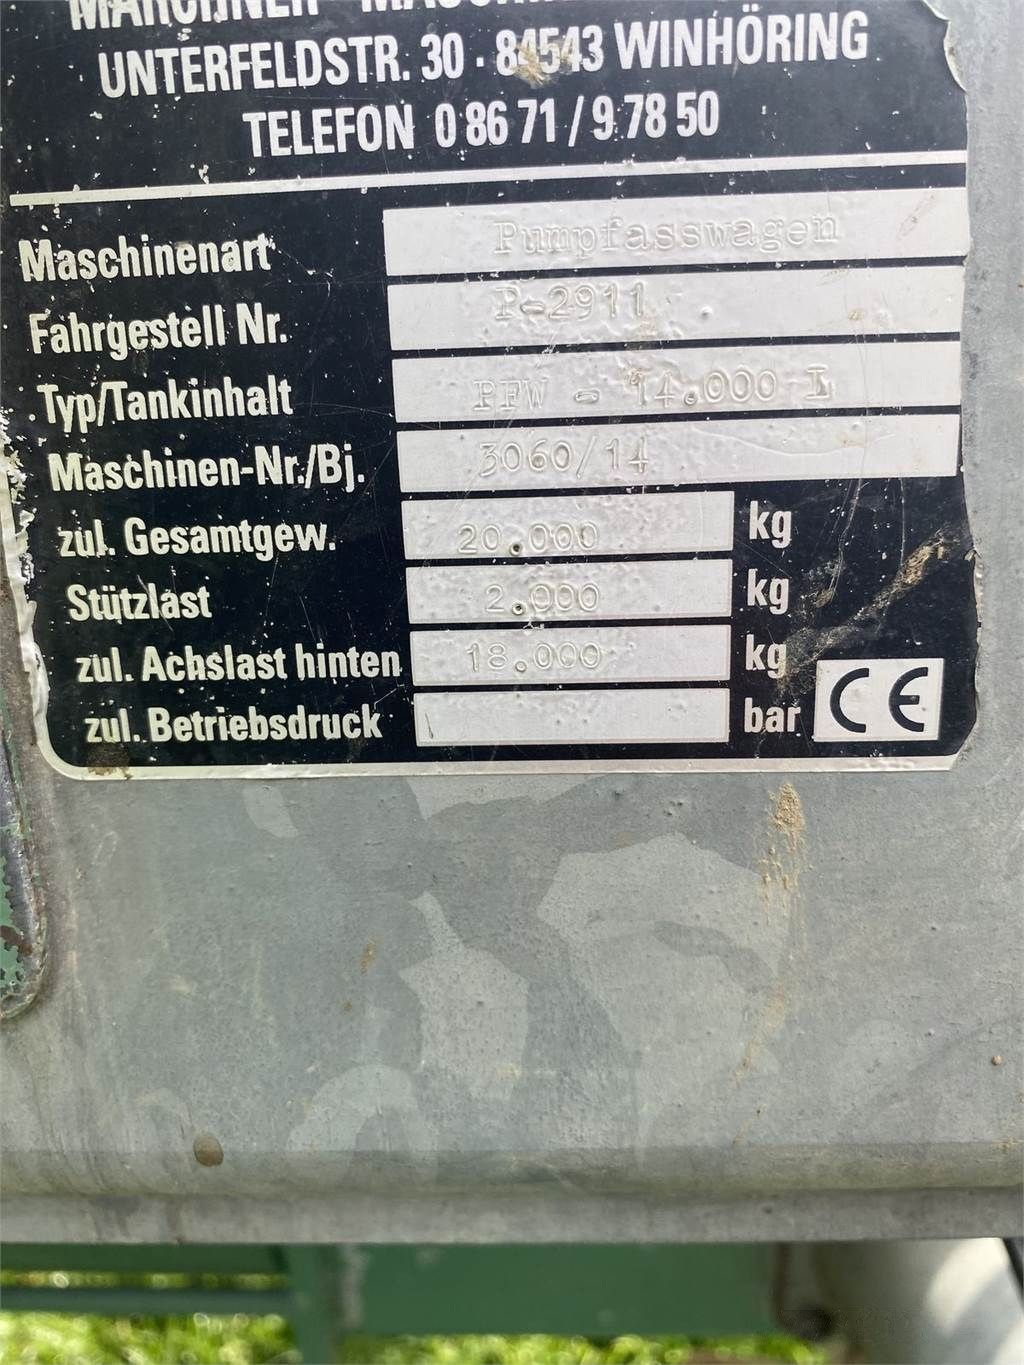 MARCHNER - MASCHINEN
UNTERFELDSTR. 30 · 84543 WINHÖRING
TELEFON 0 86 71 / 9 78 50
Maschinenart Pumpfasswagen
Fahrgestell Nr. P-2911
Typ/Tankinhalt PFW - 14.000 L
Maschinen-Nr./Bj. 3060/14
zul. Gesamtgew. 20.000 kg
Stützlast 2.000 kg
zul. Achslast hinten 18.000 kg
zul. Betriebsdruck bar
CE